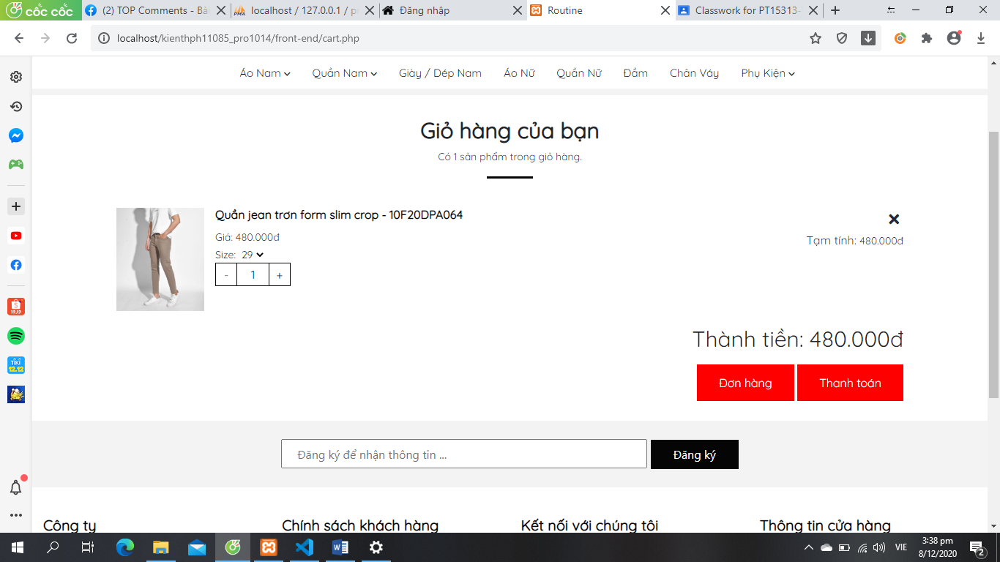 cốc cốc
(2) TOP Comments - Bài
localhost / 127.0.0.1 / p
Đăng nhập
Routine
Classwork for PT15313-
localhost/kienthph11085_pro1014/front-end/cart.php
Áo Nam Quần Nam Giày / Dép Nam Áo Nữ Quần Nữ Đầm Chân Váy Phụ Kiện
Giỏ hàng của bạn
Có 1 sản phẩm trong giỏ hàng.
Quần jean trơn form slim crop - 10F20DPA064
Giá: 480.000đ
Tạm tính: 480.000đ
Size: 29
- 1 +
Thành tiền: 480.000đ
Đơn hàng Thanh toán
Đăng ký để nhận thông tin ... Đăng ký
Công ty Chính sách khách hàng Kết nối với chúng tôi Thông tin cửa hàng
12.12
TIKI
12.12
VIE
3:38 pm
8/12/2020
2